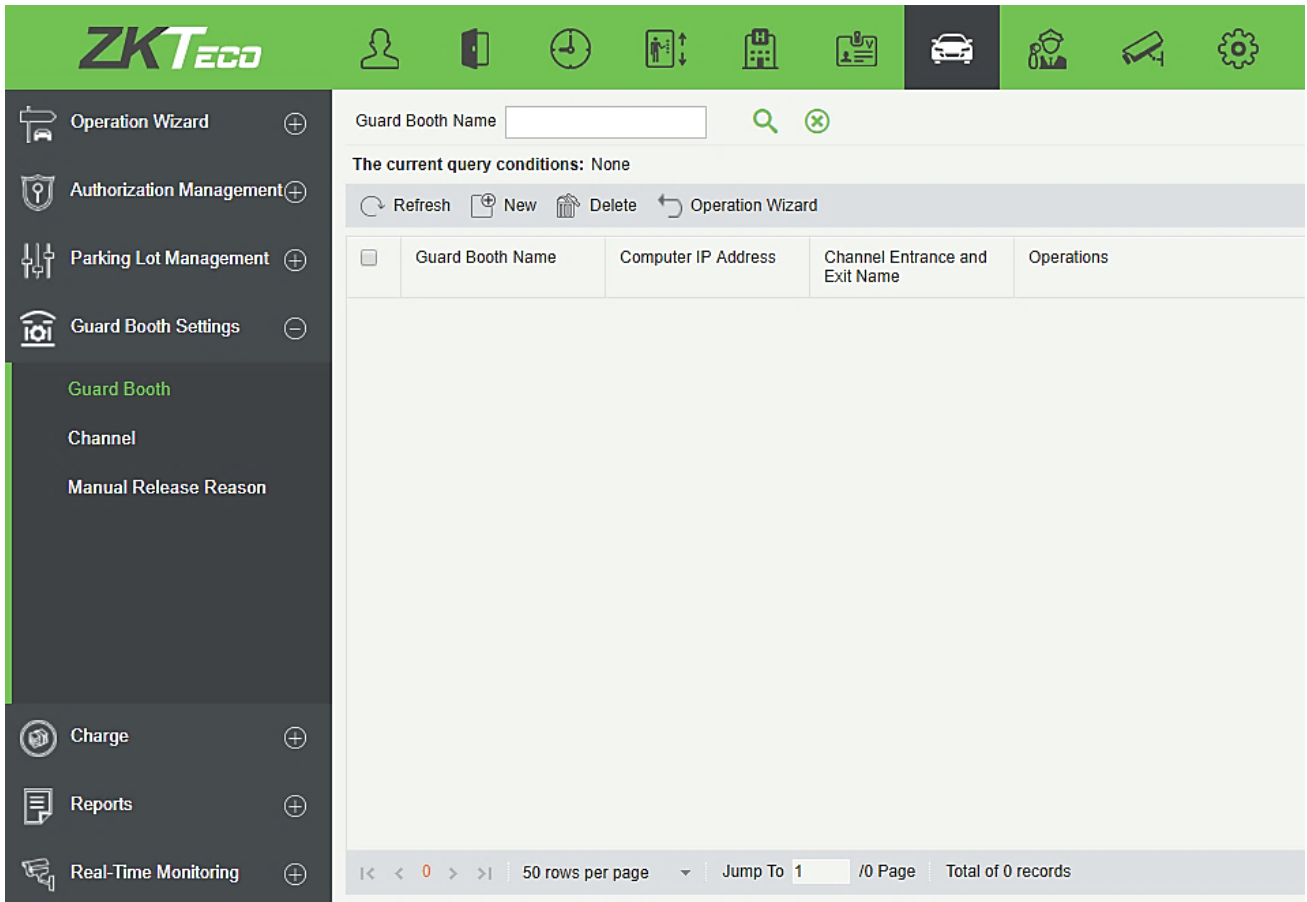 ZKTECO
Operation Wizard
Authorization Management
Parking Lot Management
Guard Booth Settings
Guard Booth
Channel
Manual Release Reason
Charge
Reports
Real-Time Monitoring
Guard Booth Name
The current query conditions: None
Refresh New Delete Operation Wizard
Guard Booth Name Computer IP Address Channel Entrance and Operations
Exit Name
|< < 0 > >| 50 rows per page Jump To 1 /0 Page Total of 0 records